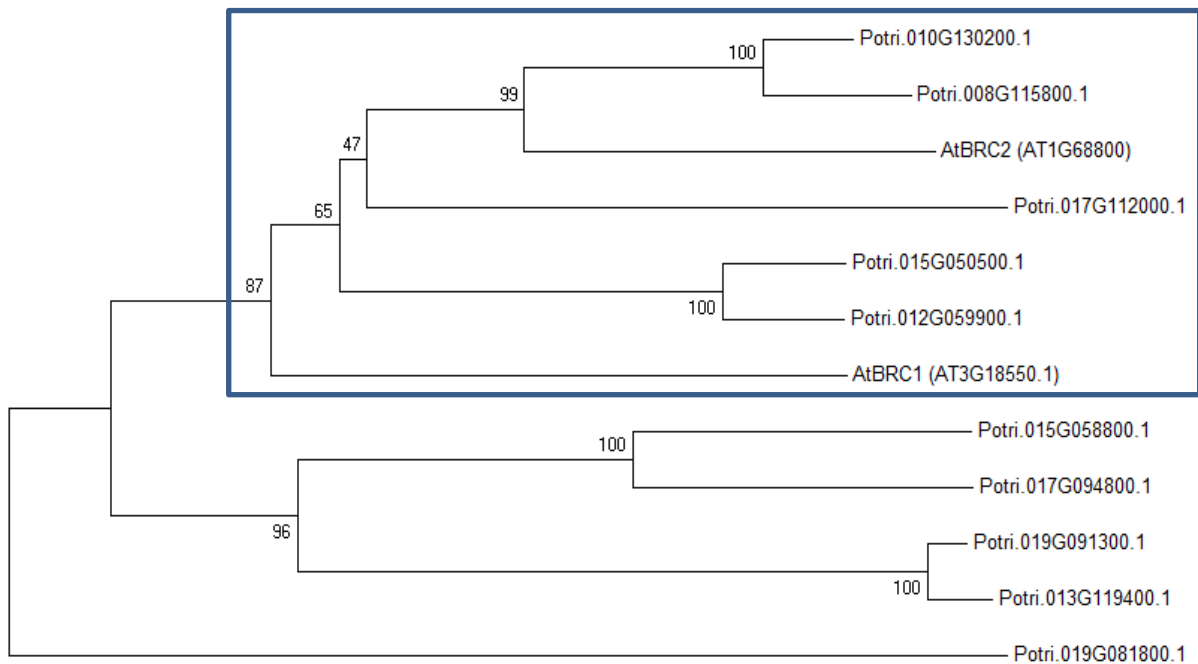 Potri.010G130200.1
100
Potri.008G115800.1
99
AtBRC2 (AT1G68800)
47
Potri.017G112000.1
65
Potri.015G050500.1
87
100
Potri.012G059900.1
AtBRC1 (AT3G18550.1)
Potri.015G058800.1
100
Potri.017G094800.1
96
Potri.019G091300.1
100
Potri.013G119400.1
Potri.019G081800.1